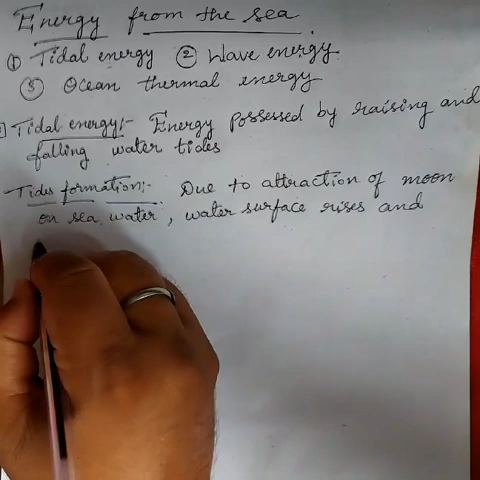 Energy from the sea
① Tidal energy ② Wave energy
③ Ocean thermal energy
Tidal energy:- Energy possessed by raising and
falling water tides
Tides formation:- Due to attraction of moon
on sea water, water surface rises and